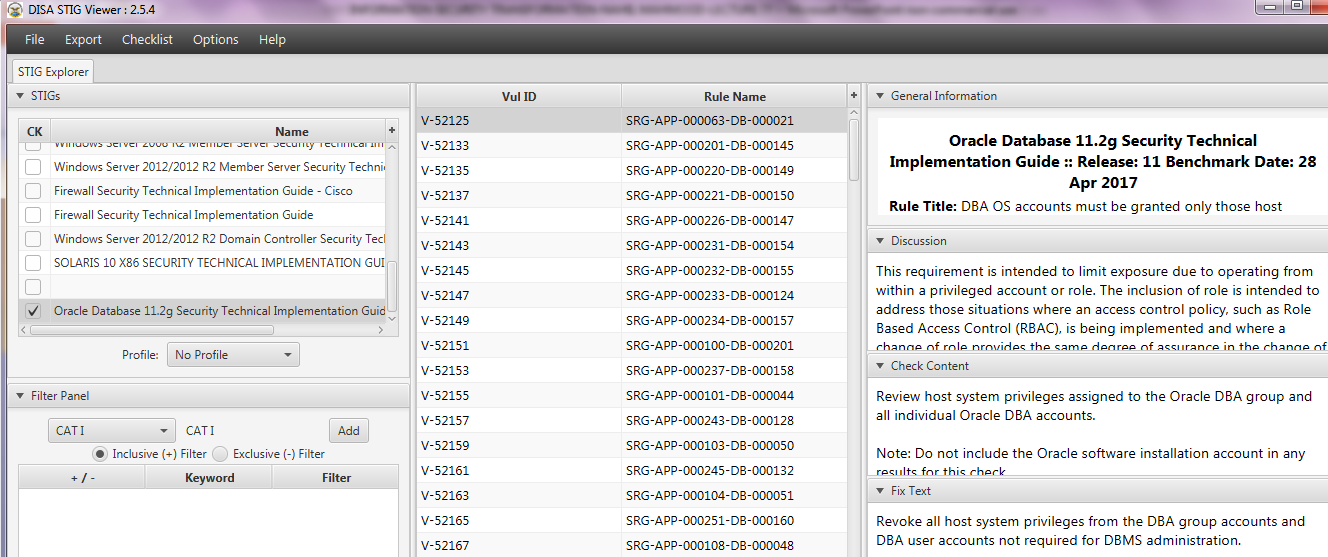 DISA STIG Viewer : 2.5.4
File Export Checklist Options Help
STIG Explorer
STIGs
CK Name
Windows Server 2008 R2 Member Server Security Technical Im
Windows Server 2012/2012 R2 Member Server Security Technic
Firewall Security Technical Implementation Guide - Cisco
Firewall Security Technical Implementation Guide
Windows Server 2012/2012 R2 Domain Controller Security Tec
SOLARIS 10 X86 SECURITY TECHNICAL IMPLEMENTATION GUI
Oracle Database 11.2g Security Technical Implementation Guid
Profile: No Profile
Filter Panel
CAT I CAT I Add
Inclusive (+) Filter Exclusive (-) Filter
+ / - Keyword Filter
Vul ID Rule Name
V-52125 SRG-APP-000063-DB-000021
V-52133 SRG-APP-000201-DB-000145
V-52135 SRG-APP-000220-DB-000149
V-52137 SRG-APP-000221-DB-000150
V-52141 SRG-APP-000226-DB-000147
V-52143 SRG-APP-000231-DB-000154
V-52145 SRG-APP-000232-DB-000155
V-52147 SRG-APP-000233-DB-000124
V-52149 SRG-APP-000234-DB-000157
V-52151 SRG-APP-000100-DB-000201
V-52153 SRG-APP-000237-DB-000158
V-52155 SRG-APP-000101-DB-000044
V-52157 SRG-APP-000243-DB-000128
V-52159 SRG-APP-000103-DB-000050
V-52161 SRG-APP-000245-DB-000132
V-52163 SRG-APP-000104-DB-000051
V-52165 SRG-APP-000251-DB-000160
V-52167 SRG-APP-000108-DB-000048
General Information
Oracle Database 11.2g Security Technical
Implementation Guide :: Release: 11 Benchmark Date: 28
Apr 2017
Rule Title: DBA OS accounts must be granted only those host
Discussion
This requirement is intended to limit exposure due to operating from
within a privileged account or role. The inclusion of role is intended to
address those situations where an access control policy, such as Role
Based Access Control (RBAC), is being implemented and where a
change of role provides the same degree of assurance in the change of
Check Content
Review host system privileges assigned to the Oracle DBA group and
all individual Oracle DBA accounts.
Note: Do not include the Oracle software installation account in any
results for this check.
Fix Text
Revoke all host system privileges from the DBA group accounts and
DBA user accounts not required for DBMS administration.